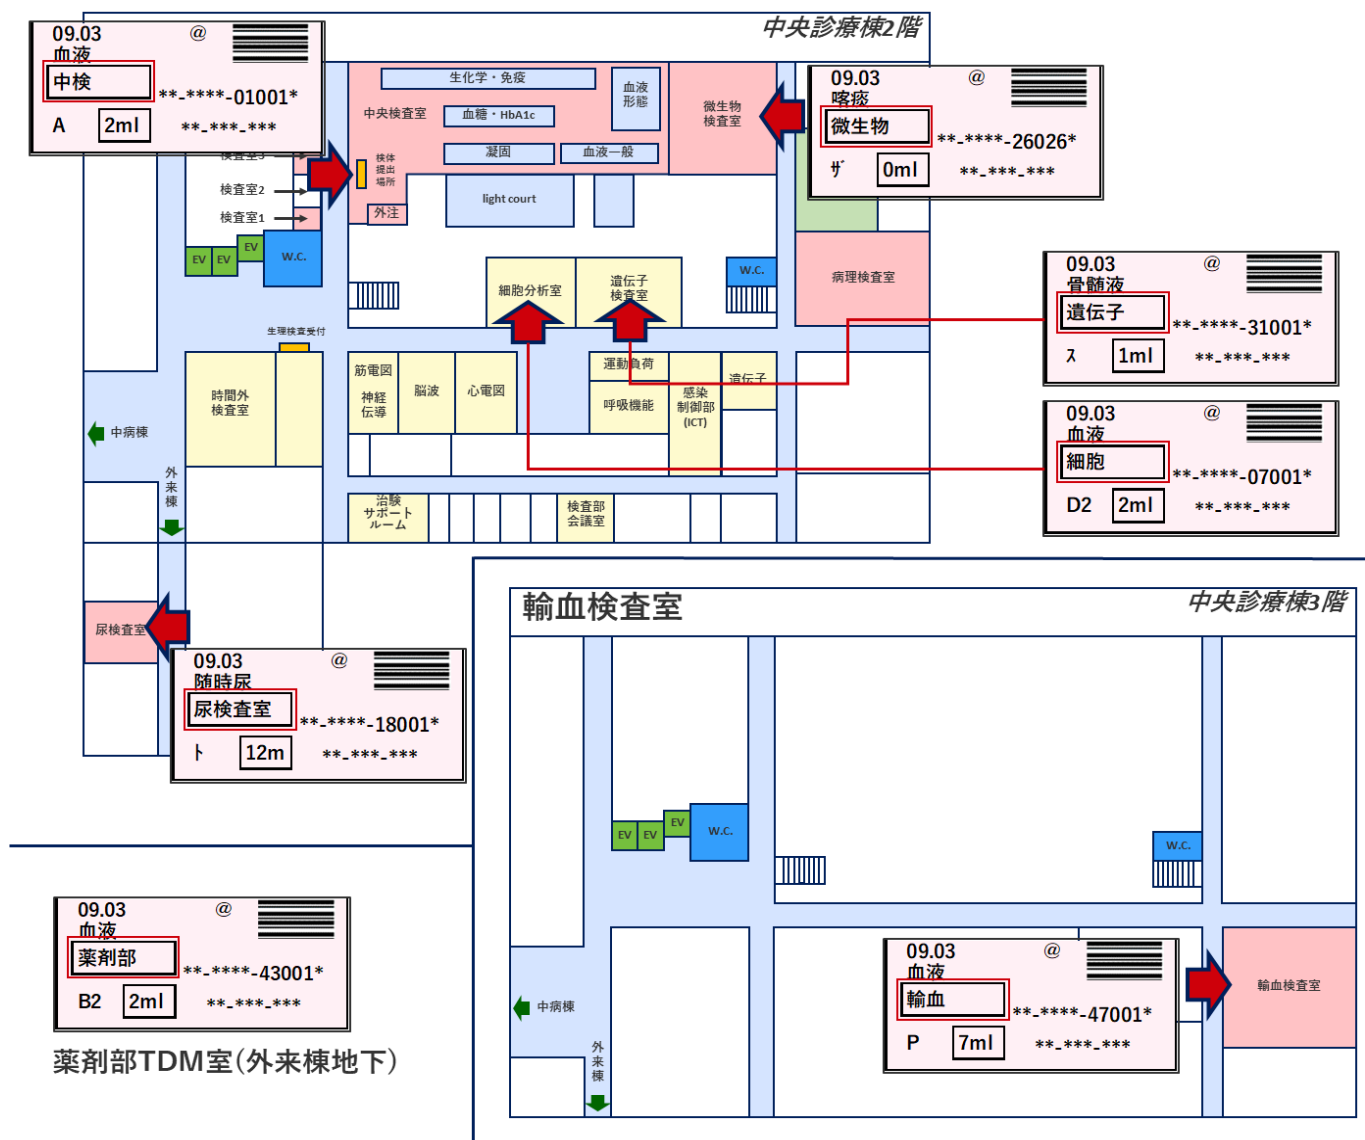 中央診療棟2階
09.03
@
血液
中検
**-****-01001*
A
2ml
**-***-***
生化学・免疫
血液
形態
中央検査室
血糖・HbA1c
凝固
血液一般
微生物
検査室
検体
提出
場所
外注
light court
検査室3
検査室2
検査室1
EV
EV
EV
W.C.
09.03
@
喀痰
微生物
**-****-26026*
ザ
0ml
**-***-***
細胞分析室
遺伝子
検査室
W.C.
病理検査室
09.03
@
骨髄液
遺伝子
**-****-31001*
ス
1ml
**-***-***
生理検査受付
時間外
検査室
筋電図
神経
伝導
脳波
心電図
運動負荷
呼吸機能
感染
制御部
(ICT)
遺伝子
09.03
@
血液
細胞
**-****-07001*
D2
2ml
**-***-***
中病棟
外来棟
治験
サポート
ルーム
検査部
会議室
尿検査室
09.03
@
随時尿
尿検査室
**-****-18001*
ト
12m
**-***-***
輸血検査室
中央診療棟3階
EV
EV
EV
W.C.
W.C.
中病棟
外来棟
09.03
@
血液
輸血
**-****-47001*
P
7ml
**-***-***
輸血検査室
09.03
@
血液
薬剤部
**-****-43001*
B2
2ml
**-***-***
薬剤部TDM室(外来棟地下)